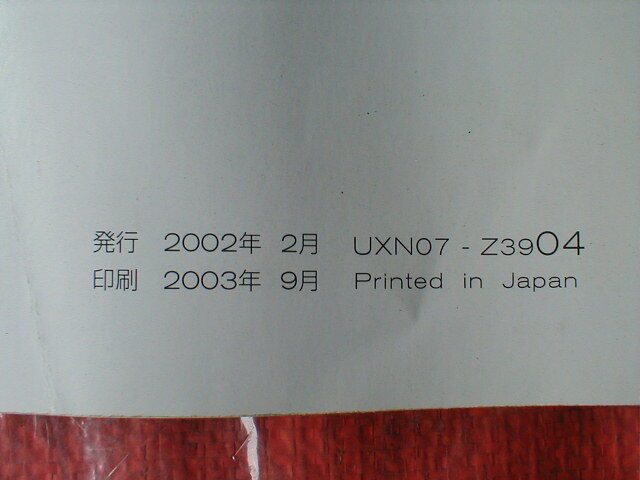 発行 2002年 2月 UXN07 - Z3904
印刷 2003年 9月 Printed in Japan